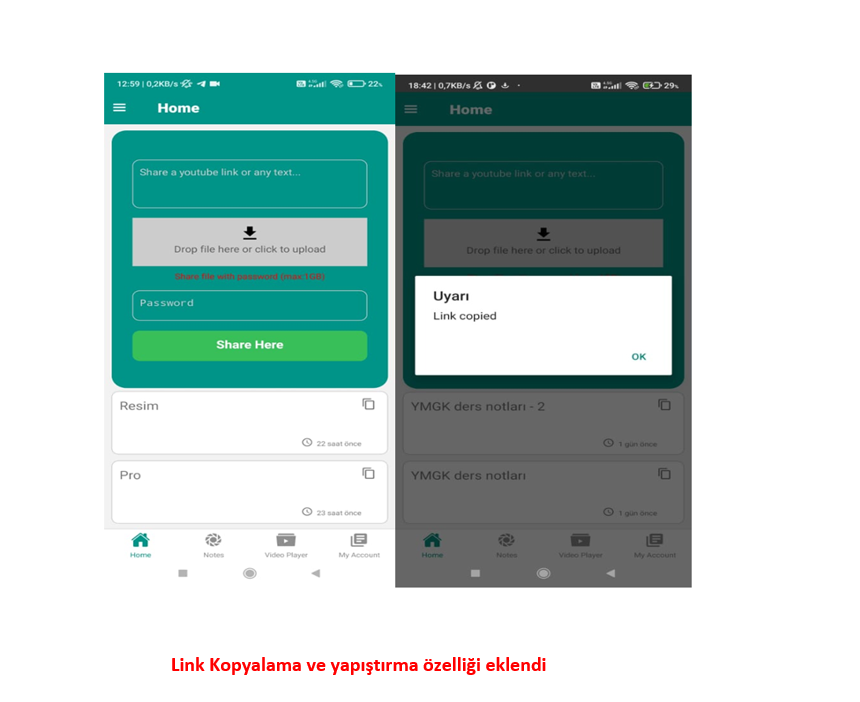 12:59 | 0,2KB/s
22%
Home
Share a youtube link or any text...
Drop file here or click to upload
Share file with password (max:1GB)
Password
Share Here
Resim
22 saat önce
Pro
23 saat önce
Home
Notes
Video Player
My Account
18:42 | 0,7KB/s
29%
Home
Share a youtube link or any text...
Drop file here or click to upload
Uyarı
Link copied
OK
YMGK ders notları - 2
1 gün önce
YMGK ders notları
1 gün önce
Home
Notes
Video Player
My Account
Link Kopyalama ve yapıştırma özelliği eklendi